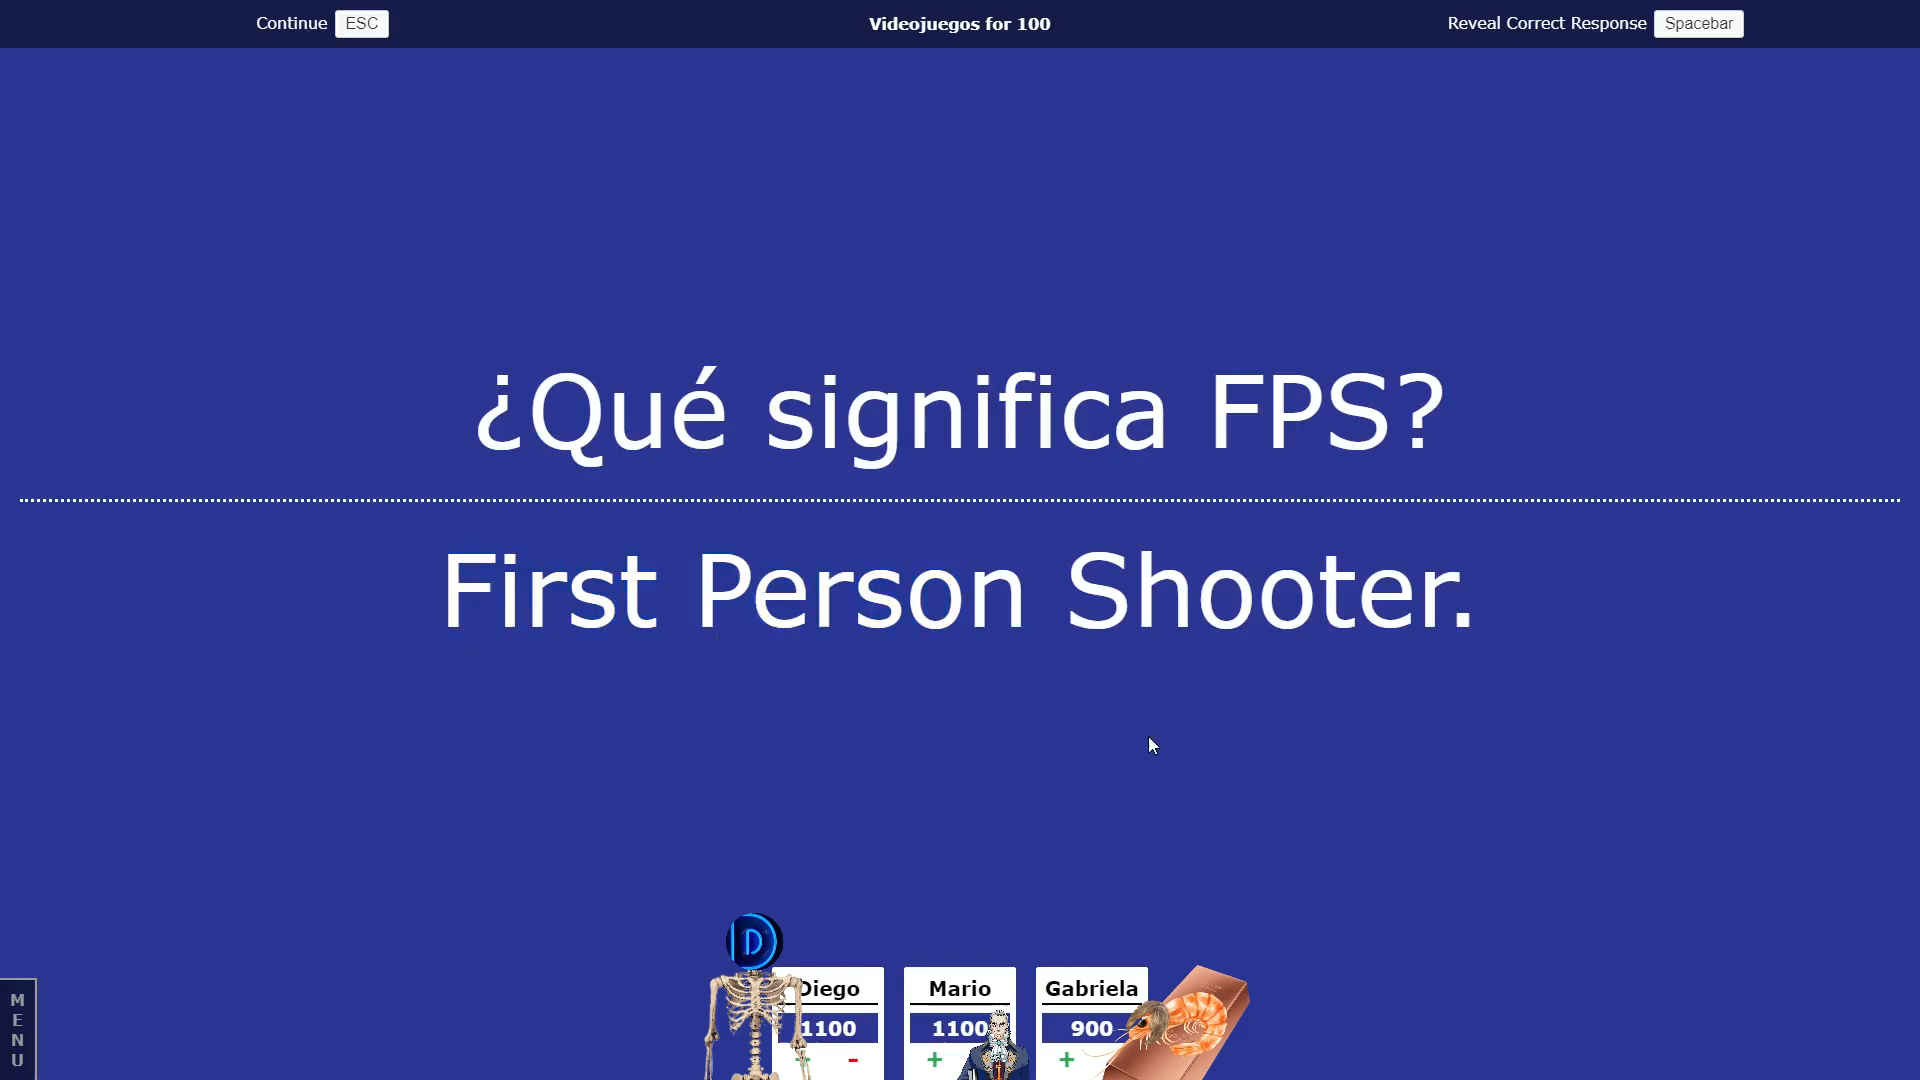 Continue ESC
Videojuegos for 100
Reveal Correct Response Spacebar
¿Qué significa FPS?
First Person Shooter.
D
Diego
1100
+ -
Mario
1100
+
Gabriela
900
+
MENU